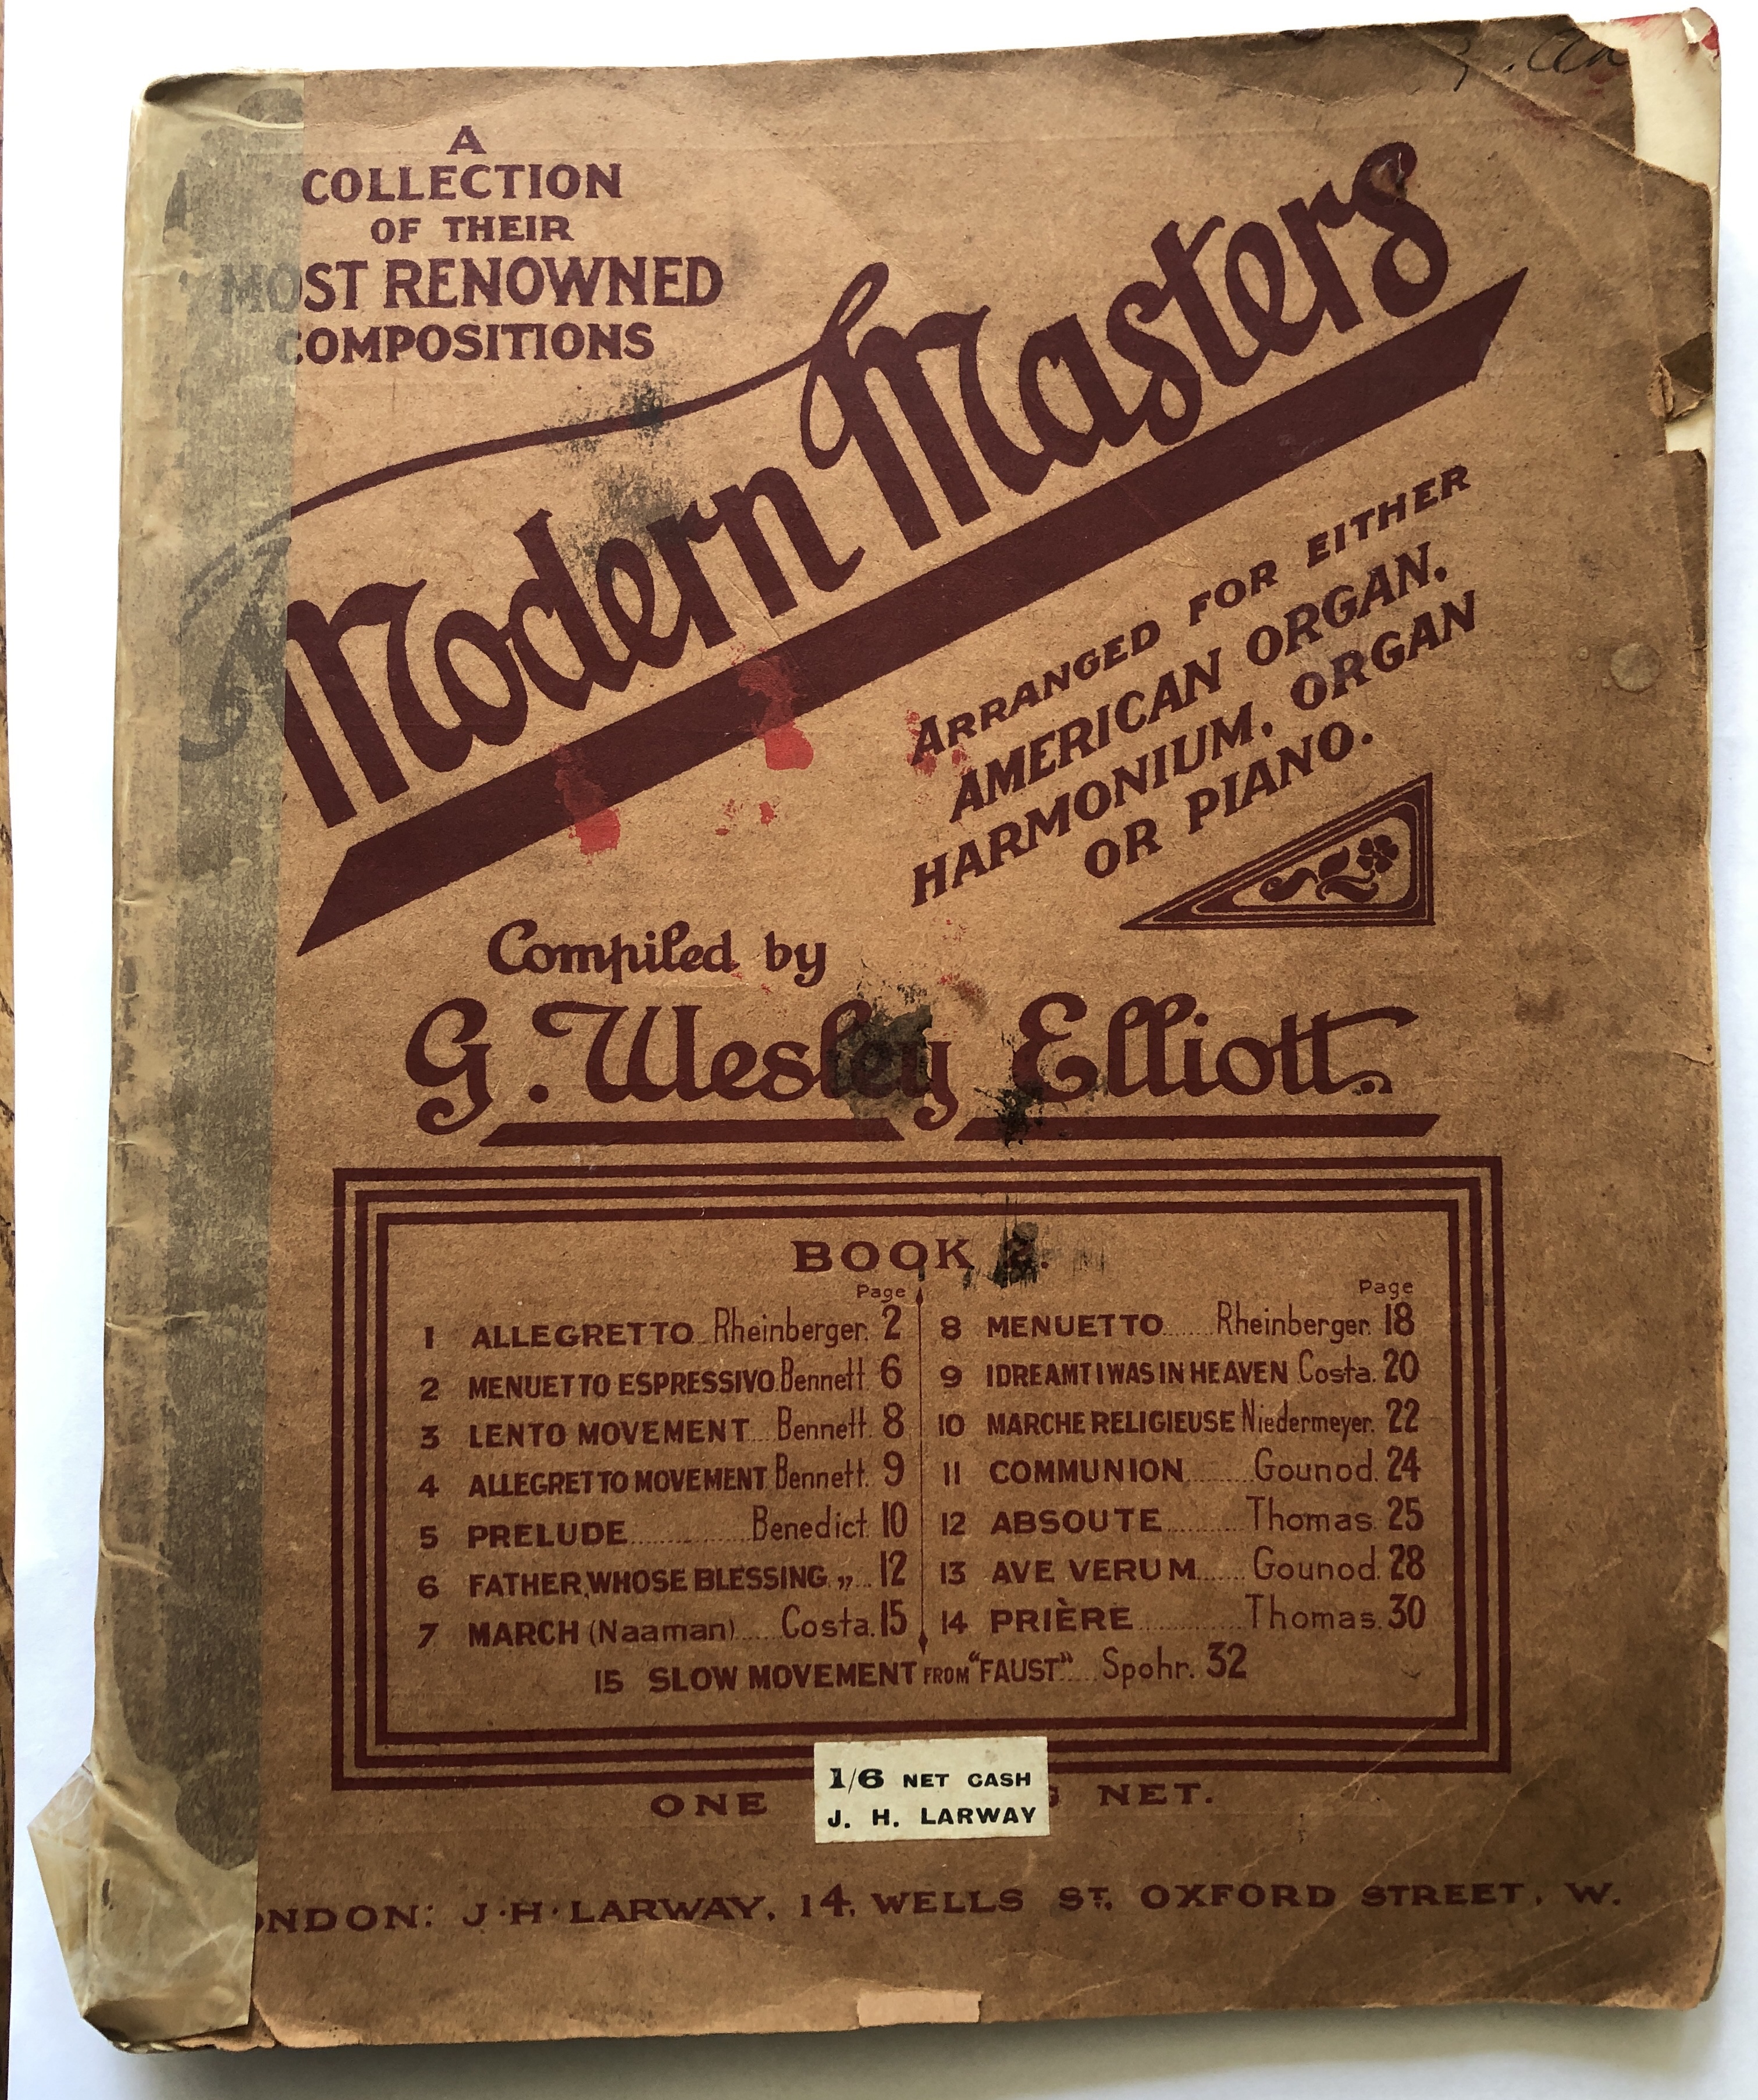 A
COLLECTION
OF THEIR
MOST RENOWNED
COMPOSITIONS
Modern Masters
ARRANGED FOR EITHER
AMERICAN ORGAN,
HARMONIUM, ORGAN
OR PIANO.
Compiled by
G. Wesley Elliott.
BOOK 2.
Page
1 ALLEGRETTO Rheinberger. 2
2 MENUETTO ESPRESSIVO Bennett 6
3 LENTO MOVEMENT Bennett. 8
4 ALLEGRETTO MOVEMENT Bennett. 9
5 PRELUDE Benedict. 10
6 FATHER, WHOSE BLESSING „ 12
7 MARCH (Naaman) Costa. 15
Page
8 MENUETTO Rheinberger. 18
9 I DREAMT I WAS IN HEAVEN Costa. 20
10 MARCHE RELIGIEUSE Niedermeyer. 22
11 COMMUNION Gounod. 24
12 ABSOUTE Thomas. 25
13 AVE VERUM Gounod. 28
14 PRIÈRE Thomas. 30
15 SLOW MOVEMENT FROM "FAUST" Spohr. 32
ONE NET.
1/6 NET CASH
J. H. LARWAY
ONDON: J. H. LARWAY, 14, WELLS ST., OXFORD STREET, W.